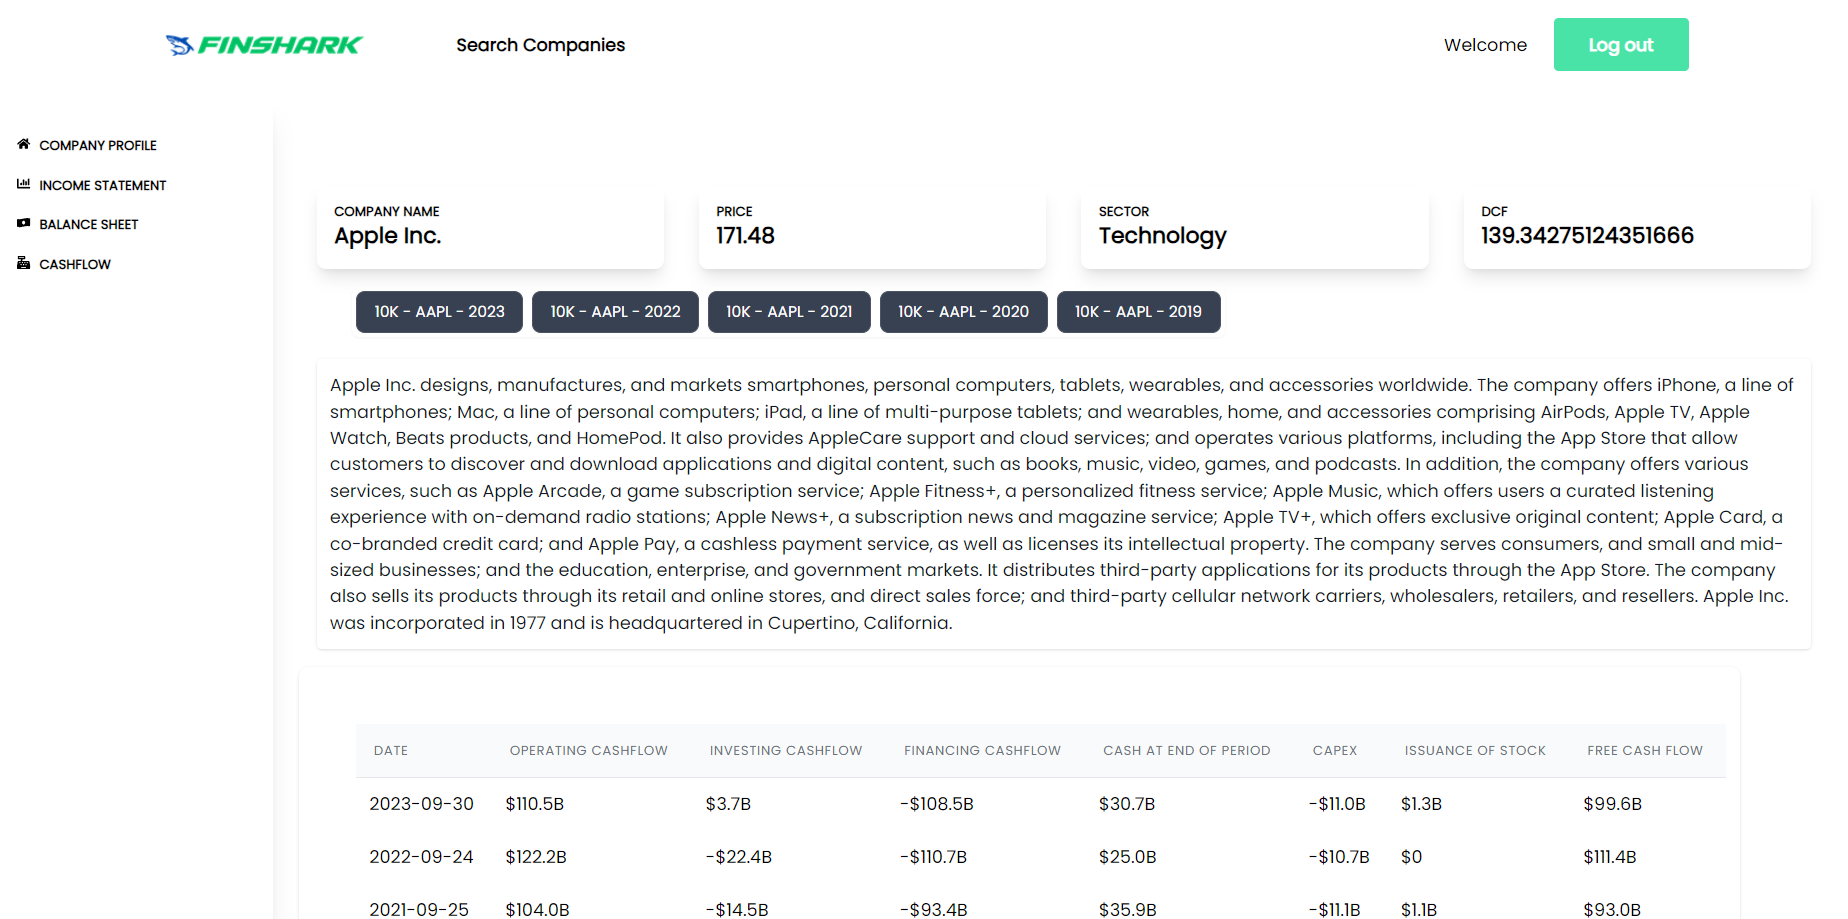 FINSHARK
Search Companies
Welcome
Log out
COMPANY PROFILE
INCOME STATEMENT
BALANCE SHEET
CASHFLOW
COMPANY NAME
Apple Inc.
PRICE
171.48
SECTOR
Technology
DCF
139.34275124351666
10K - AAPL - 2023
10K - AAPL - 2022
10K - AAPL - 2021
10K - AAPL - 2020
10K - AAPL - 2019
Apple Inc. designs, manufactures, and markets smartphones, personal computers, tablets, wearables, and accessories worldwide. The company offers iPhone, a line of
smartphones; Mac, a line of personal computers; iPad, a line of multi-purpose tablets; and wearables, home, and accessories comprising AirPods, Apple TV, Apple
Watch, Beats products, and HomePod. It also provides AppleCare support and cloud services; and operates various platforms, including the App Store that allow
customers to discover and download applications and digital content, such as books, music, video, games, and podcasts. In addition, the company offers various
services, such as Apple Arcade, a game subscription service; Apple Fitness+, a personalized fitness service; Apple Music, which offers users a curated listening
experience with on-demand radio stations; Apple News+, a subscription news and magazine service; Apple TV+, which offers exclusive original content; Apple Card, a
co-branded credit card; and Apple Pay, a cashless payment service, as well as licenses its intellectual property. The company serves consumers, and small and mid-
sized businesses; and the education, enterprise, and government markets. It distributes third-party applications for its products through the App Store. The company
also sells its products through its retail and online stores, and direct sales force; and third-party cellular network carriers, wholesalers, retailers, and resellers. Apple Inc.
was incorporated in 1977 and is headquartered in Cupertino, California.
DATE OPERATING CASHFLOW INVESTING CASHFLOW FINANCING CASHFLOW CASH AT END OF PERIOD CAPEX ISSUANCE OF STOCK FREE CASH FLOW
2023-09-30 $110.5B $3.7B -$108.5B $30.7B -$11.0B $1.3B $99.6B
2022-09-24 $122.2B -$22.4B -$110.7B $25.0B -$10.7B $0 $111.4B
2021-09-25 $104.0B -$14.5B -$93.4B $35.9B -$11.1B $1.1B $93.0B